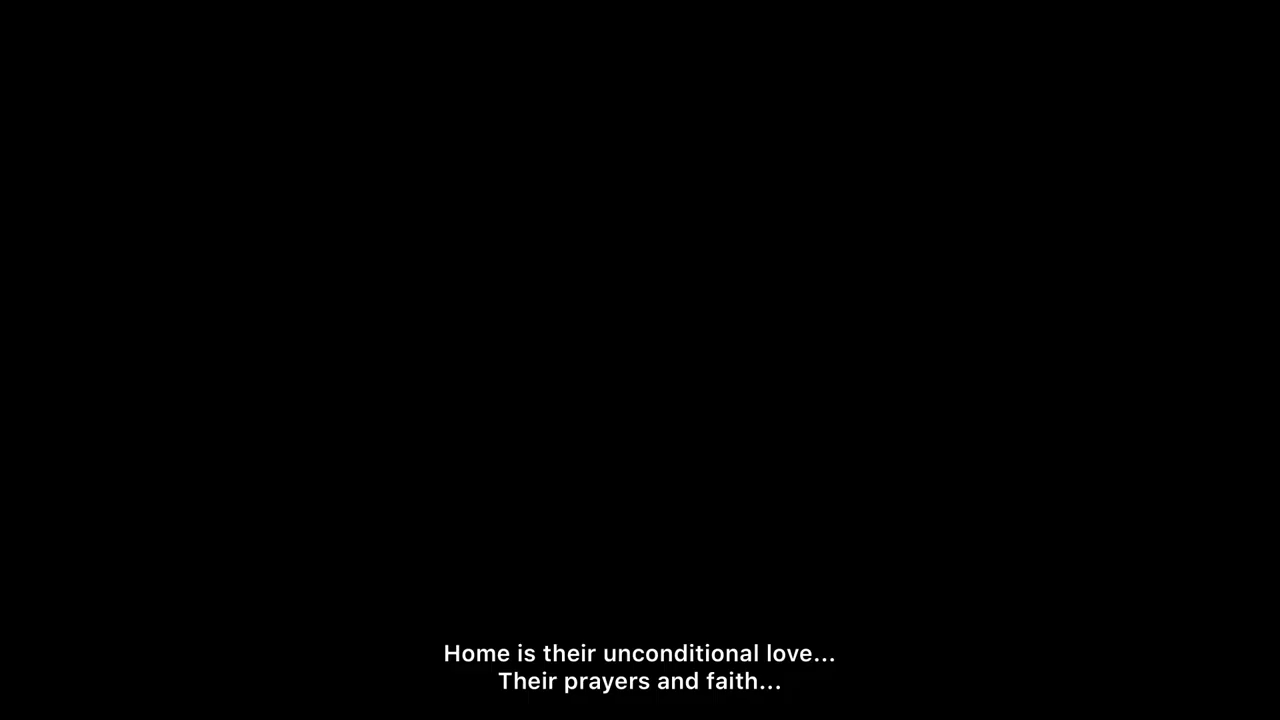 Home is their unconditional love...
Their prayers and faith...